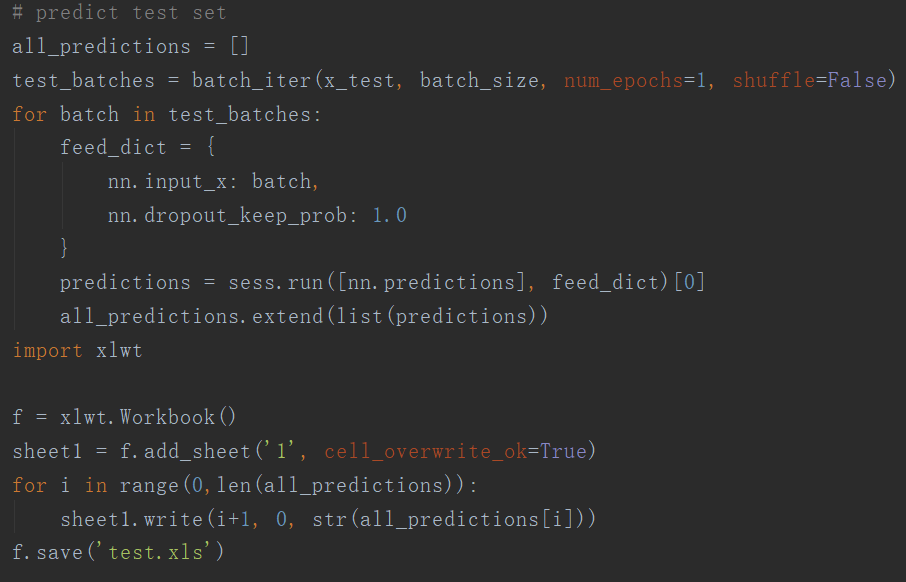 # predict test set
all_predictions = []
test_batches = batch_iter(x_test, batch_size, num_epochs=1, shuffle=False)
for batch in test_batches:
    feed_dict = {
        nn.input_x: batch,
        nn.dropout_keep_prob: 1.0
    }
    predictions = sess.run([nn.predictions], feed_dict)[0]
    all_predictions.extend(list(predictions))
import xlwt

f = xlwt.Workbook()
sheet1 = f.add_sheet('1', cell_overwrite_ok=True)
for i in range(0,len(all_predictions)):
    sheet1.write(i+1, 0, str(all_predictions[i]))
f.save('test.xls')